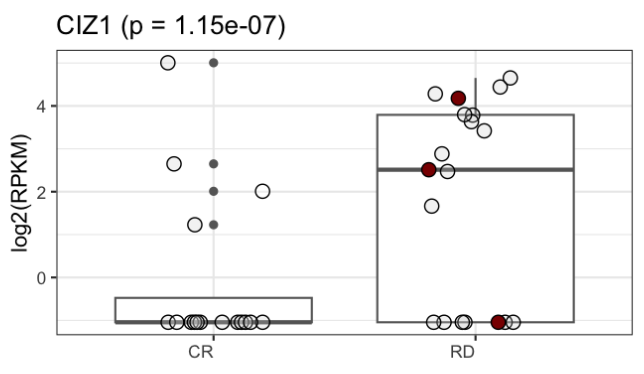 CIZ1 (p = 1.15e-07)
log2(RPKM)
4
2
0
CR
RD